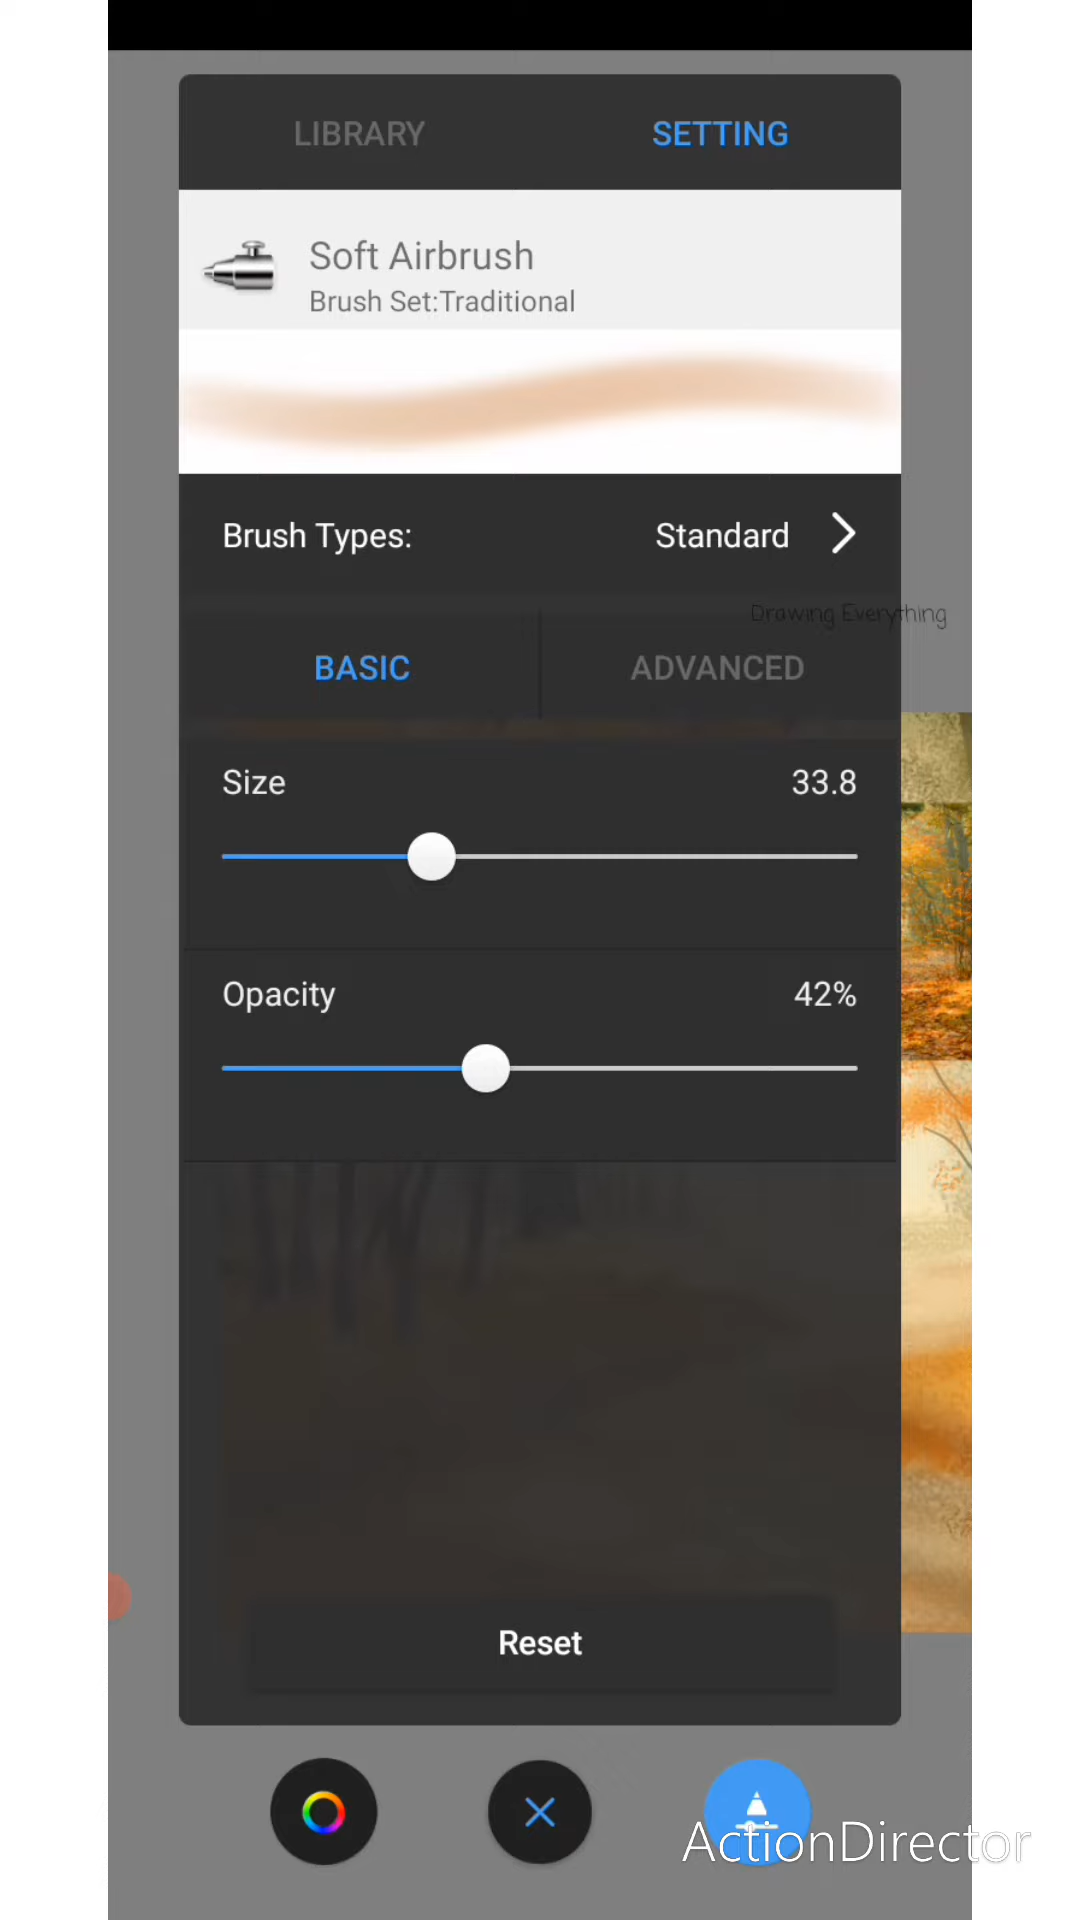 LIBRARY SETTING
Soft Airbrush
Brush Set:Traditional
Brush Types: Standard
Drawing Everything
BASIC ADVANCED
Size 33.8
Opacity 42%
Reset
ActionDirector